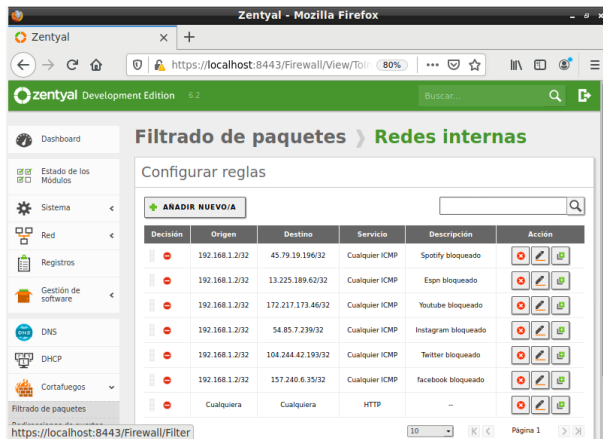 Zentyal - Mozilla Firefox
Zentyal
https://localhost:8443/Firewall/View/ToIn 80%
zentyal Development Edition 6.2 Buscar...
Filtrado de paquetes Redes internas
Configurar reglas
AÑADIR NUEVO/A
Decisión Origen Destino Servicio Descripción Acción
192.168.1.2/32 45.79.19.196/32 Cualquier ICMP Spotify bloqueado
192.168.1.2/32 13.225.189.62/32 Cualquier ICMP Espn bloqueado
192.168.1.2/32 172.217.173.46/32 Cualquier ICMP Youtube bloqueado
192.168.1.2/32 54.85.7.239/32 Cualquier ICMP Instagram bloqueado
192.168.1.2/32 104.244.42.193/32 Cualquier ICMP Twitter bloqueado
192.168.1.2/32 157.240.6.35/32 Cualquier ICMP facebook bloqueado
Cualquiera Cualquiera HTTP --
10 Página 1
Dashboard
Estado de los
Módulos
Sistema
Red
Registros
Gestión de
software
DNS
DHCP
Cortafuegos
Filtrado de paquetes
https://localhost:8443/Firewall/Filter